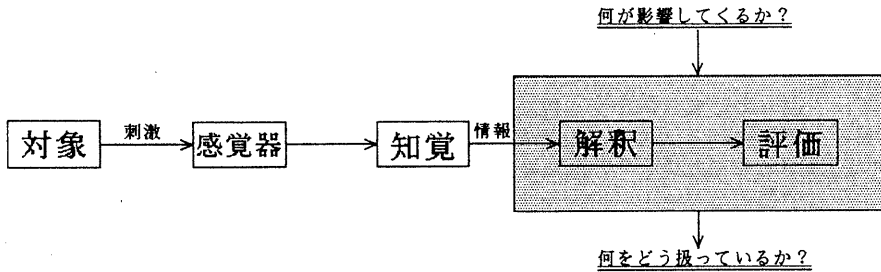 何が影響してくるか？
対象
刺激
感覚器
知覚
情報
解釈
評価
何をどう扱っているか？